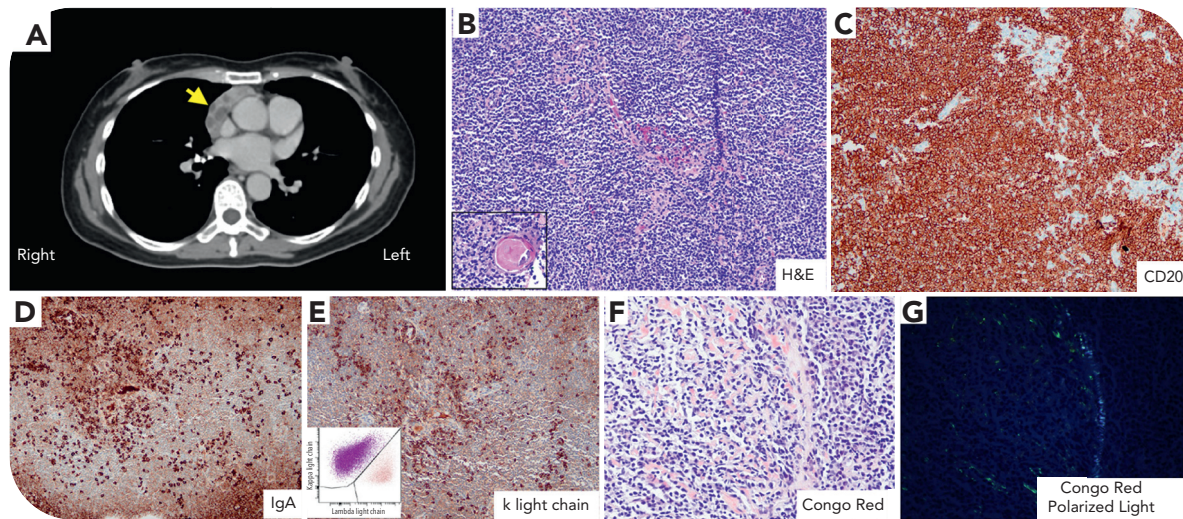 A
Right
Left
B
H&E
C
CD20
D
IgA
E
Kappa light chain
Lambda light chain
k light chain
F
Congo Red
G
Congo Red
Polarized Light